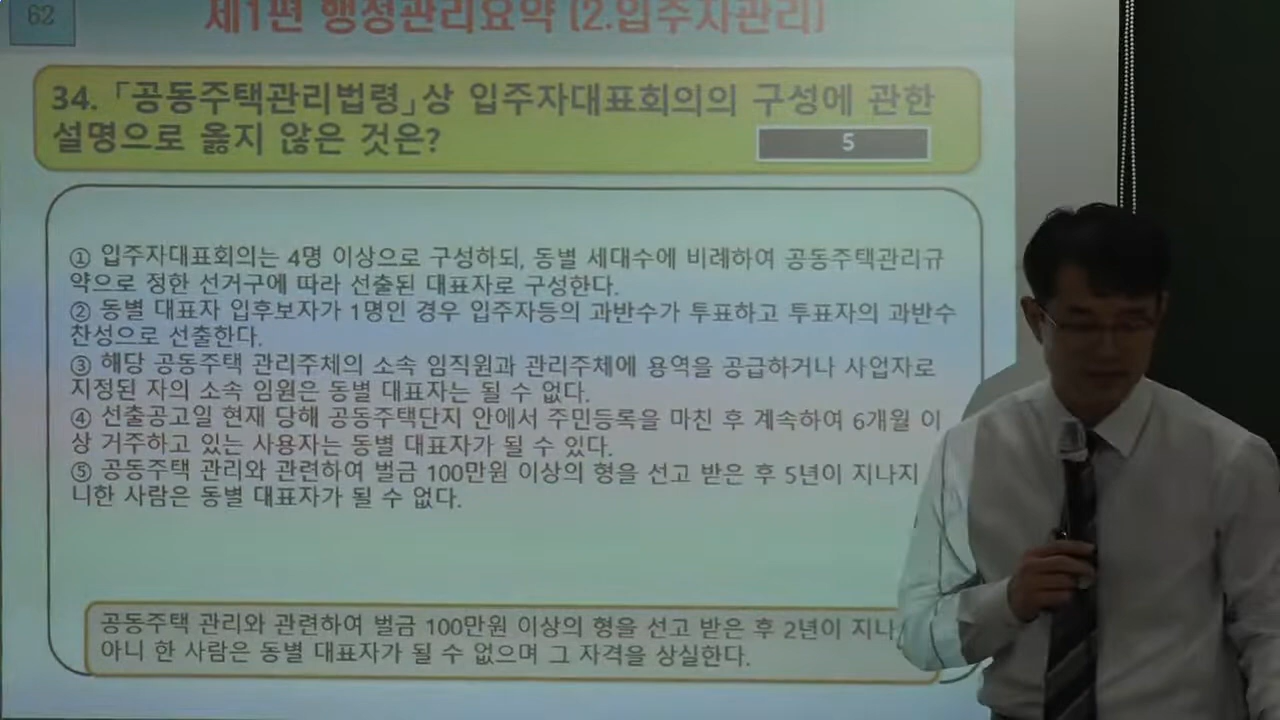 62
제1편 행정관리요약 (2.입주자관리)
34. 「공동주택관리법령」상 입주자대표회의의 구성에 관한
설명으로 옳지 않은 것은?
5
① 입주자대표회의는 4명 이상으로 구성하되, 동별 세대수에 비례하여 공동주택관리규
약으로 정한 선거구에 따라 선출된 대표자로 구성한다.
② 동별 대표자 입후보자가 1명인 경우 입주자등의 과반수가 투표하고 투표자의 과반수
찬성으로 선출한다.
③ 해당 공동주택 관리주체의 소속 임직원과 관리주체에 용역을 공급하거나 사업자로
지정된 자의 소속 임원은 동별 대표자는 될 수 없다.
④ 선출공고일 현재 당해 공동주택단지 안에서 주민등록을 마친 후 계속하여 6개월 이
상 거주하고 있는 사용자는 동별 대표자가 될 수 있다.
⑤ 공동주택 관리와 관련하여 벌금 100만원 이상의 형을 선고 받은 후 5년이 지나지
니한 사람은 동별 대표자가 될 수 없다.
공동주택 관리와 관련하여 벌금 100만원 이상의 형을 선고 받은 후 2년이 지나
아니 한 사람은 동별 대표자가 될 수 없으며 그 자격을 상실한다.